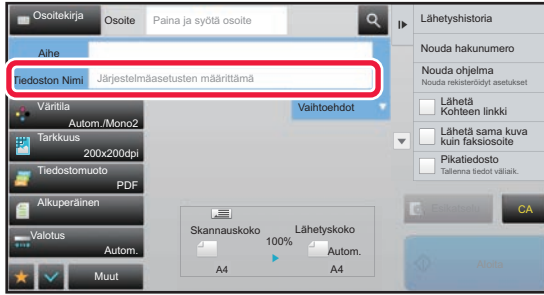 Osoitekirja
Osoite
Paina ja syötä osoite
Aihe
Tiedoston Nimi
Järjestelmäasetusten määrittämä
Väritila
Autom./Mono2
Vaihtoehdot
Tarkkuus
200x200dpi
Tiedostomuoto
PDF
Alkuperäinen
Valotus
Autom.
Muut
Skannauskoko
100%
Lähetyskoko
Autom.
A4
A4
Lähetyshistoria
Nouda hakunumero
Nouda ohjelma
Nouda rekisteröidyt asetukset
Lähetä
Kohteen linkki
Lähetä sama kuva
kuin faksiosoite
Pikatiedosto
Tallenna tiedot väliaik.
CA